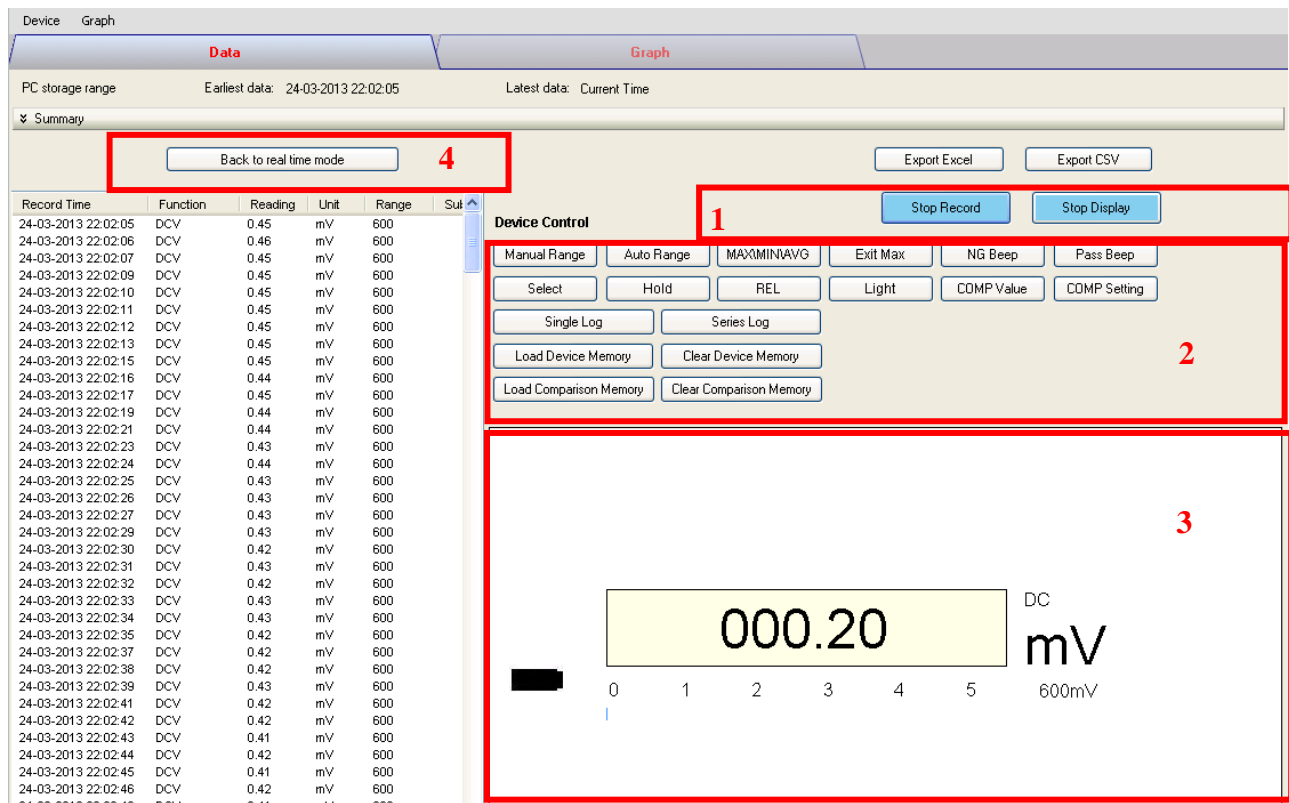 Device Graph
Data Graph
PC storage range Earliest data: 24-03-2013 22:02:05 Latest data: Current Time
Summary
Back to real time mode 4 Export Excel Export CSV
Record Time Function Reading Unit Range
24-03-2013 22:02:05 DCV 0.45 mV 600
24-03-2013 22:02:06 DCV 0.46 mV 600
24-03-2013 22:02:07 DCV 0.45 mV 600
24-03-2013 22:02:09 DCV 0.45 mV 600
24-03-2013 22:02:10 DCV 0.45 mV 600
24-03-2013 22:02:11 DCV 0.45 mV 600
24-03-2013 22:02:12 DCV 0.45 mV 600
24-03-2013 22:02:13 DCV 0.44 mV 600
24-03-2013 22:02:15 DCV 0.45 mV 600
24-03-2013 22:02:16 DCV 0.44 mV 600
24-03-2013 22:02:17 DCV 0.45 mV 600
24-03-2013 22:02:19 DCV 0.44 mV 600
24-03-2013 22:02:21 DCV 0.44 mV 600
24-03-2013 22:02:23 DCV 0.43 mV 600
24-03-2013 22:02:24 DCV 0.44 mV 600
24-03-2013 22:02:25 DCV 0.43 mV 600
24-03-2013 22:02:26 DCV 0.43 mV 600
24-03-2013 22:02:27 DCV 0.43 mV 600
24-03-2013 22:02:29 DCV 0.43 mV 600
24-03-2013 22:02:30 DCV 0.42 mV 600
24-03-2013 22:02:31 DCV 0.43 mV 600
24-03-2013 22:02:32 DCV 0.42 mV 600
24-03-2013 22:02:33 DCV 0.43 mV 600
24-03-2013 22:02:34 DCV 0.43 mV 600
24-03-2013 22:02:35 DCV 0.42 mV 600
24-03-2013 22:02:37 DCV 0.42 mV 600
24-03-2013 22:02:38 DCV 0.42 mV 600
24-03-2013 22:02:39 DCV 0.43 mV 600
24-03-2013 22:02:41 DCV 0.42 mV 600
24-03-2013 22:02:42 DCV 0.42 mV 600
24-03-2013 22:02:43 DCV 0.41 mV 600
24-03-2013 22:02:44 DCV 0.42 mV 600
24-03-2013 22:02:45 DCV 0.41 mV 600
24-03-2013 22:02:46 DCV 0.42 mV 600
Device Control 1 Stop Record Stop Display
Manual Range Auto Range MAX\MIN\AVG Exit Max NG Beep Pass Beep
Select Hold REL Light COMP Value COMP Setting
Single Log Series Log
Load Device Memory Clear Device Memory 2
Load Comparison Memory Clear Comparison Memory
3
DC
000.20 mV
0 1 2 3 4 5 600mV